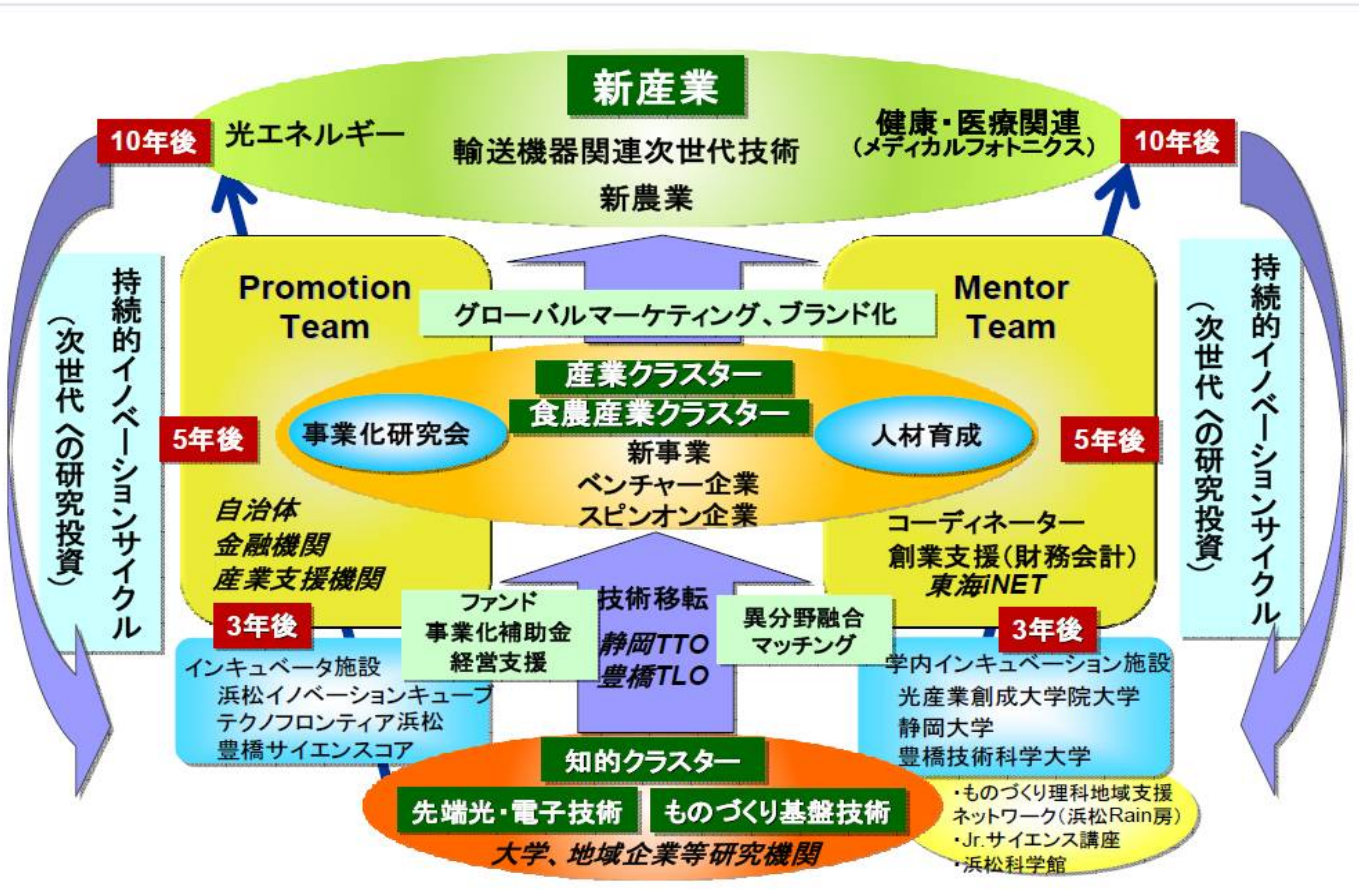 新産業
10年後
光エネルギー
輸送機器関連次世代技術
健康・医療関連
(メディカルフォトニクス)
10年後
新農業
持続的イノベーションサイクル
(次世代への研究投資)
Promotion
Team
グローバルマーケティング、ブランド化
Mentor
Team
持続的イノベーションサイクル
(次世代への研究投資)
産業クラスター
食農産業クラスター
5年後
事業化研究会
人材育成
5年後
新事業
ベンチャー企業
スピンオン企業
自治体
金融機関
産業支援機関
コーディネーター
創業支援(財務会計)
東海iNET
3年後
ファンド
事業化補助金
経営支援
技術移転
静岡TTO
豊橋TLO
異分野融合
マッチング
3年後
インキュベータ施設
浜松イノベーションキューブ
テクノフロンティア浜松
豊橋サイエンスコア
学内インキュベーション施設
光産業創成大学院大学
静岡大学
豊橋技術科学大学
知的クラスター
先端光・電子技術
ものづくり基盤技術
大学、地域企業等研究機関
・ものづくり理科地域支援
ネットワーク(浜松Rain房)
・Jr.サイエンス講座
・浜松科学館